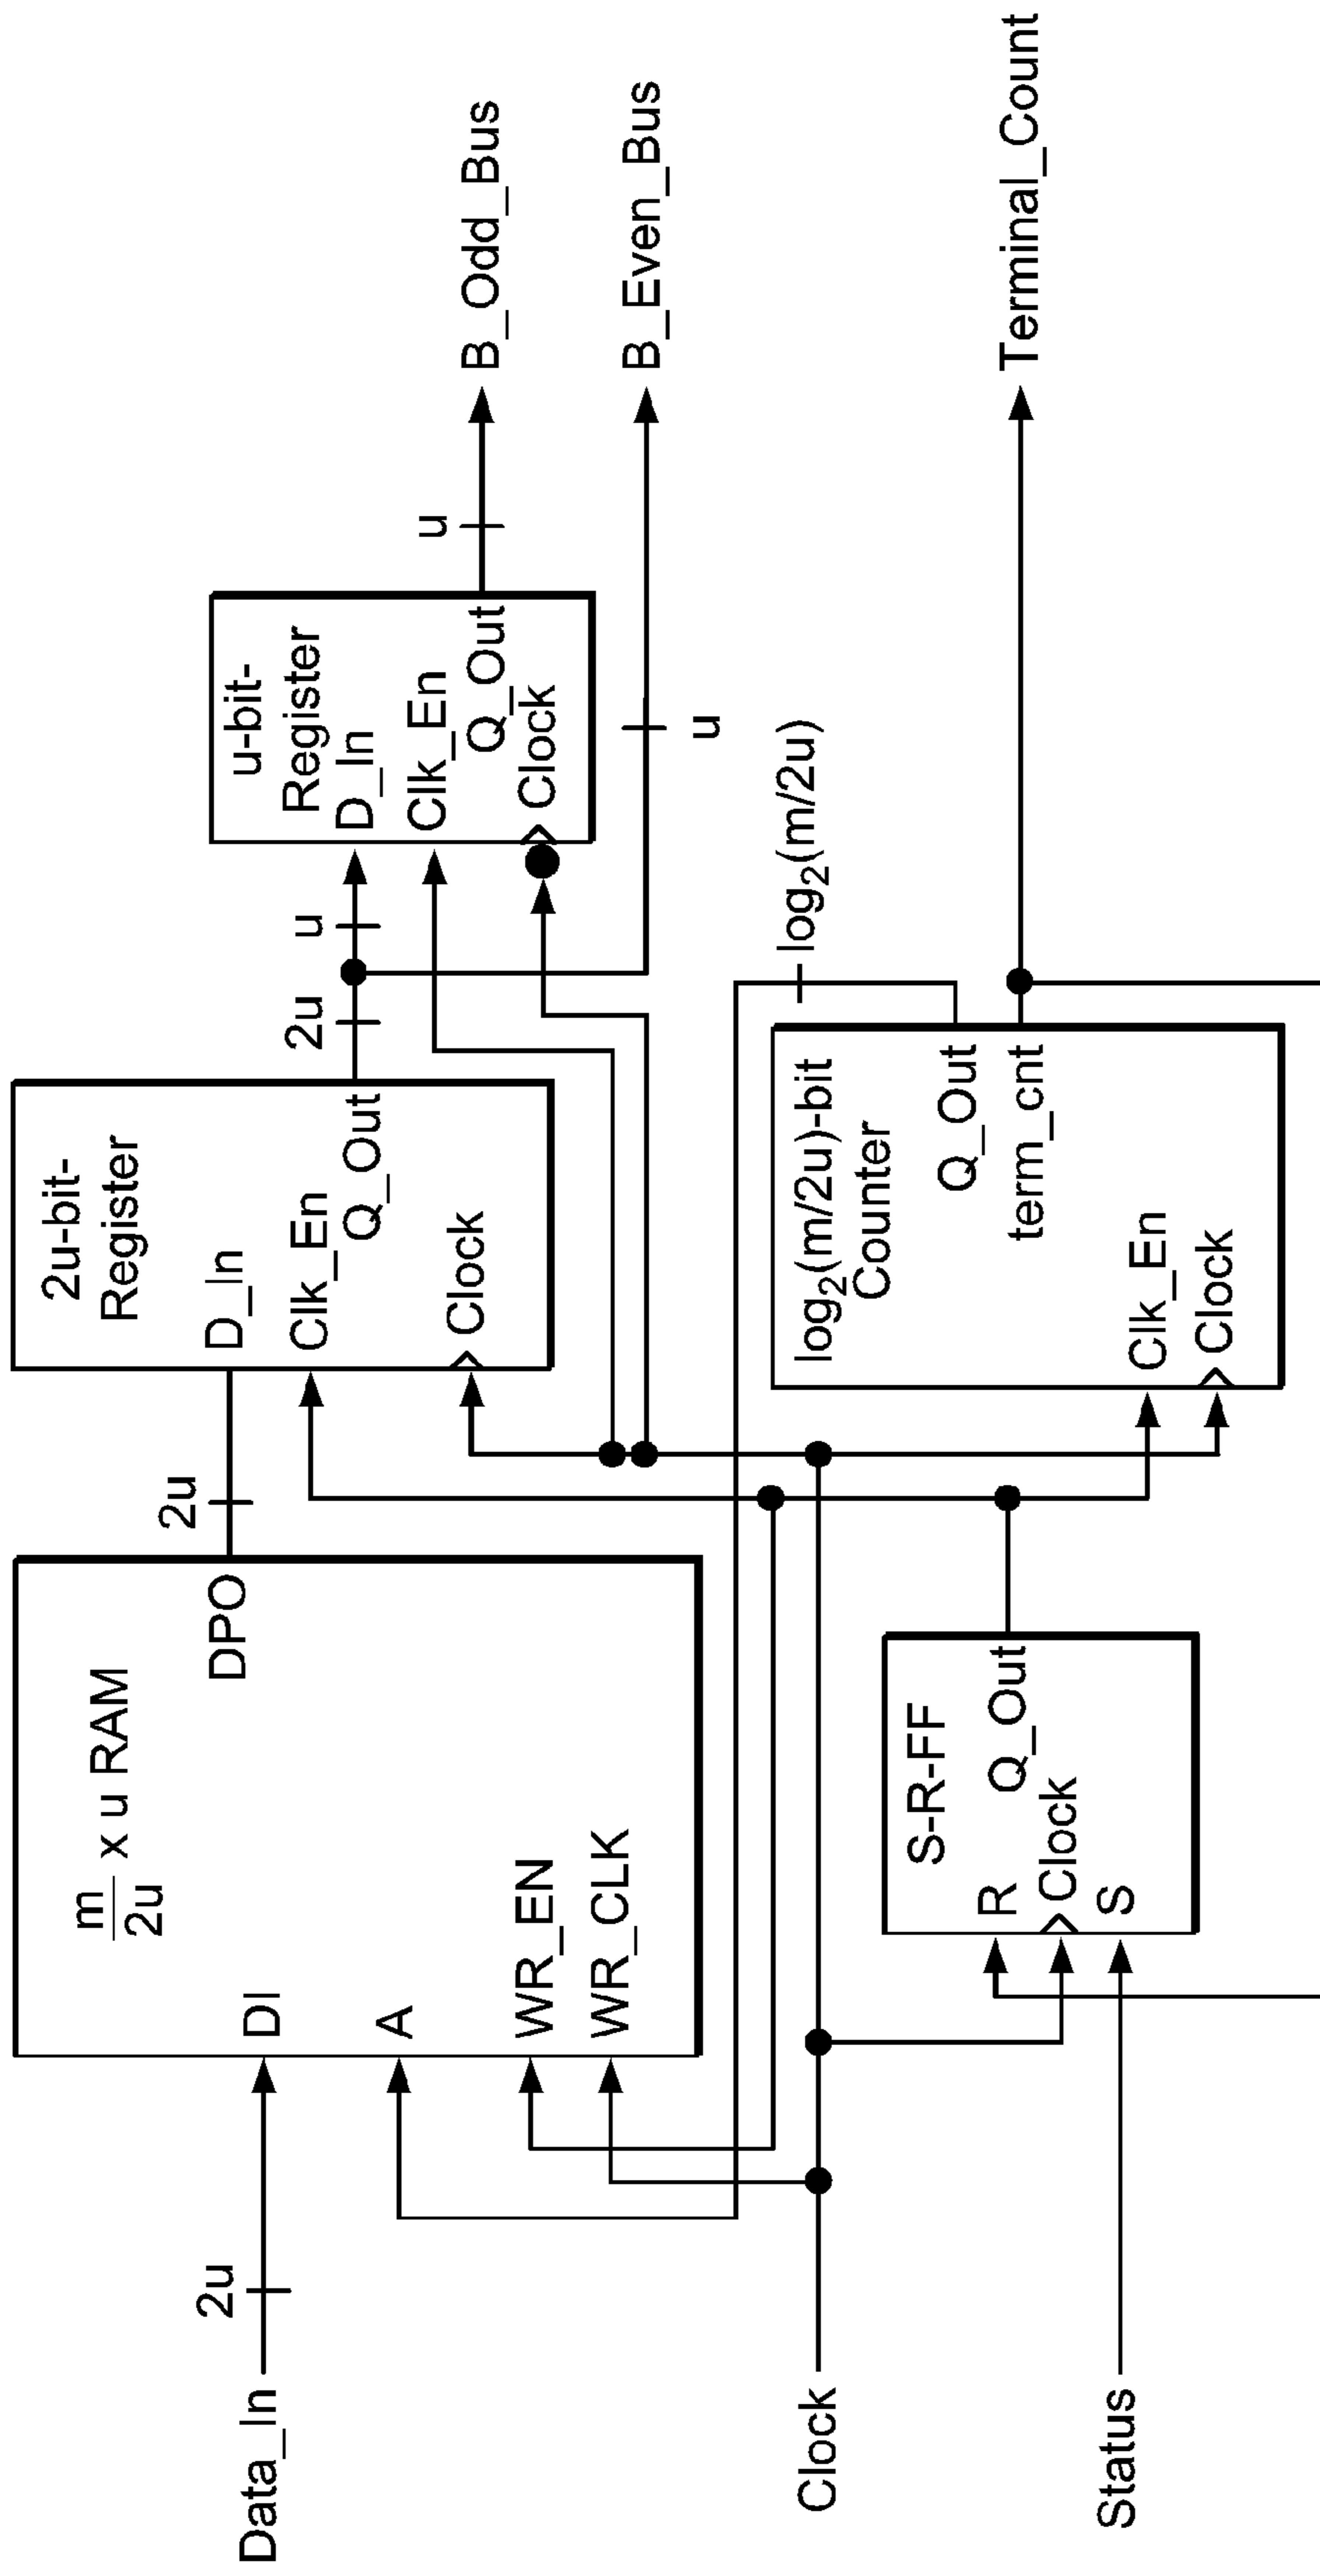 Data_In
2u
m
2u
x u RAM
DI
DPO
A
WR_EN
WR_CLK
2u
2u-bit-
Register
D_In
Clk_En
Q_Out
Clock
2u
u
u-bit-
Register
D_In
Clk_En
Q_Out
Clock
u
B_Odd_Bus
u
B_Even_Bus
Clock
Status
S-R-FF
R
Q_Out
Clock
S
log₂(m/2u)-bit
Counter
Q_Out
term_cnt
Clk_En
Clock
log₂(m/2u)
Terminal_Count